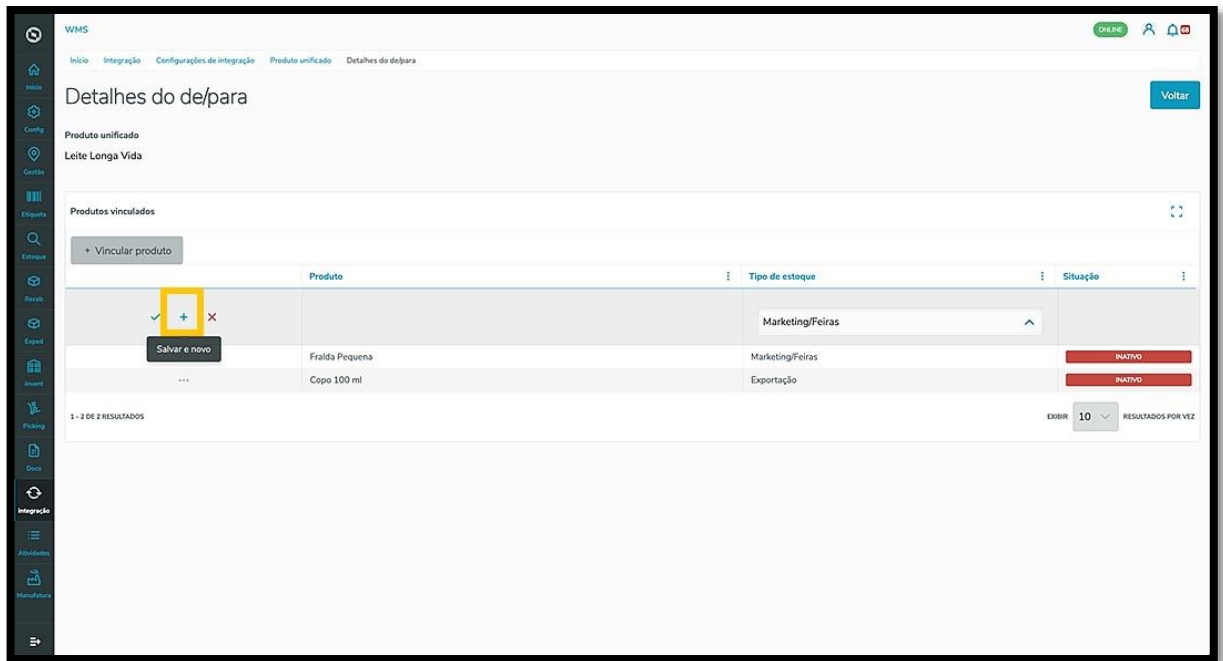 WMS
ONLINE
68
Início Integração Configurações de integração Produto unificado Detalhes do de/para
Detalhes do de/para
Voltar
Produto unificado
Leite Longa Vida
Produtos vinculados
+ Vincular produto
Produto Tipo de estoque Situação
Marketing/Feiras
Salvar e novo
Fralda Pequena Marketing/Feiras INATIVO
... Copo 100 ml Exportação INATIVO
1 - 2 DE 2 RESULTADOS EXIBIR 10 RESULTADOS POR VEZ
Início
Config
Gestão
Etiqueta
Estoque
Receb
Exped
Invent
Picking
Docs
Integração
Atividades
Manufatura